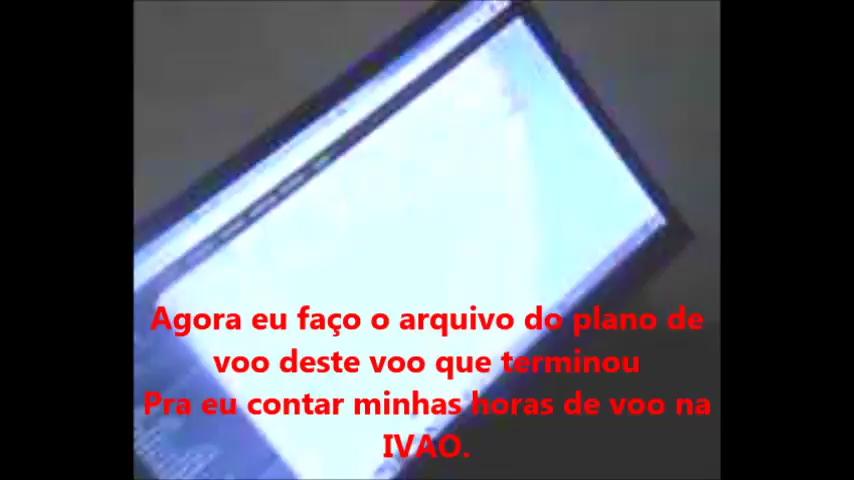 Agora eu faço o arquivo do plano de
voo deste voo que terminou
Pra eu contar minhas horas de voo na
IVAO.